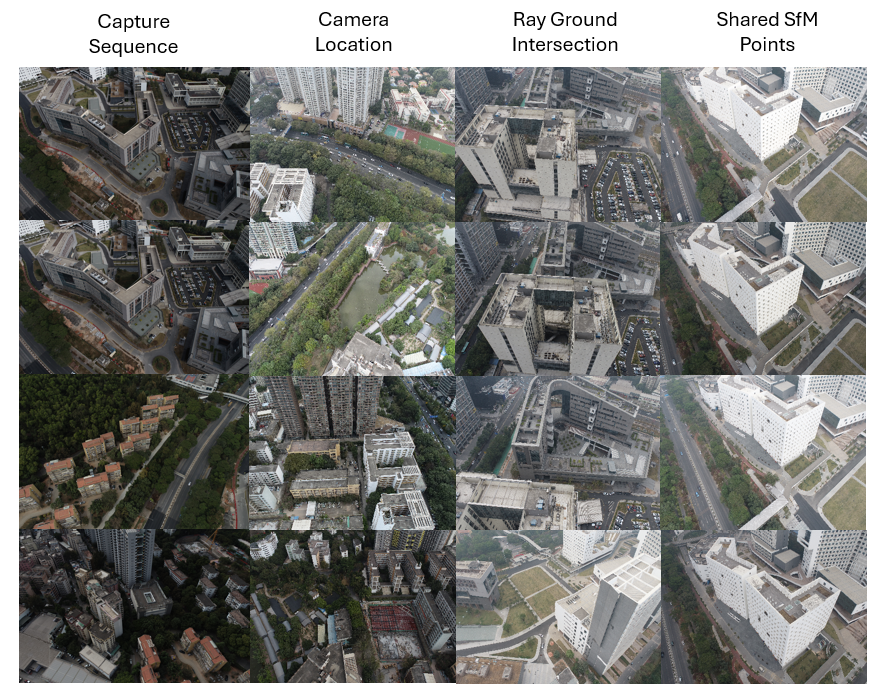 Capture
Sequence
Camera
Location
Ray Ground
Intersection
Shared SfM
Points